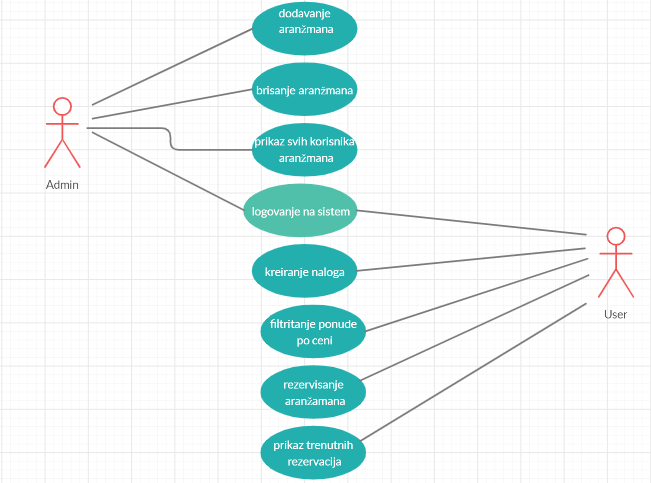 dodavanje
aranžmana
brisanje aranžmana
prikaz svih korisnika
aranžmana
Admin
logovanje na sistem
kreiranje naloga
User
filtritanje ponude
po ceni
rezervisanje
aranžamana
prikaz trenutnih
rezervacija